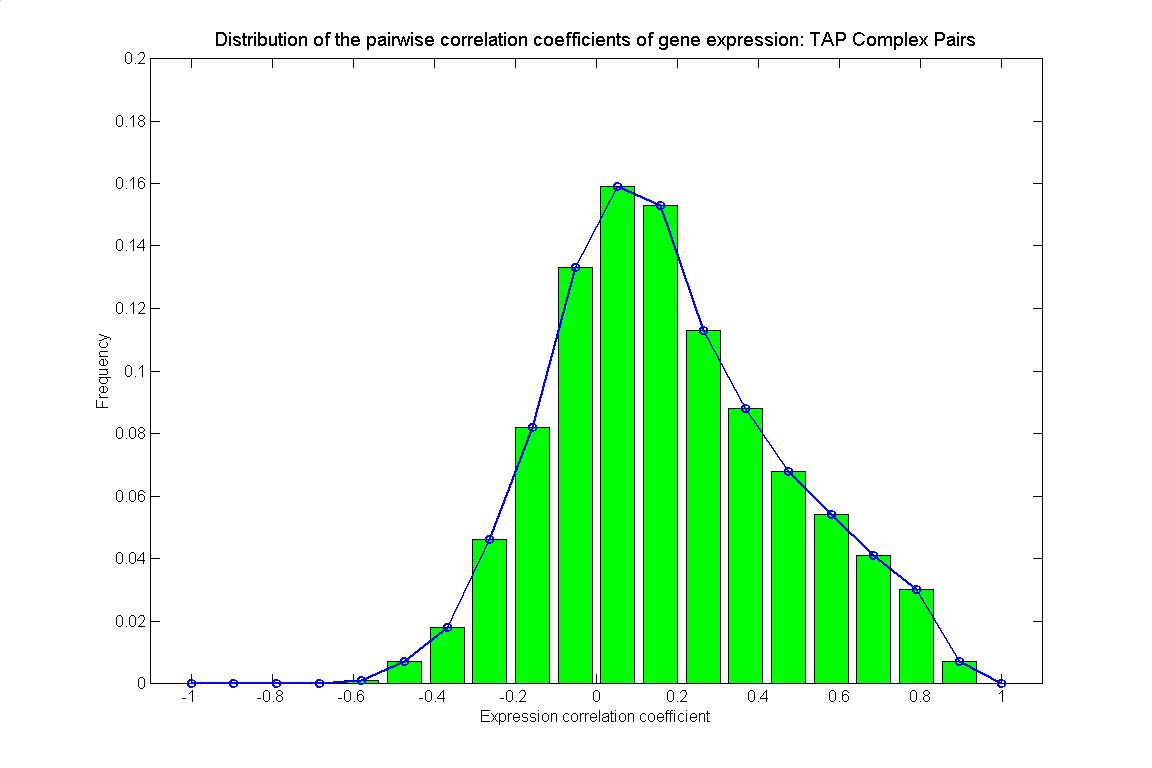 Distribution of the pairwise correlation coefficients of gene expression: TAP Complex Pairs
0.2
0.18
0.16
0.14
0.12
0.1
0.08
0.06
0.04
0.02
0
Frequency
-1 -0.8 -0.6 -0.4 -0.2 0 0.2 0.4 0.6 0.8 1
Expression correlation coefficient